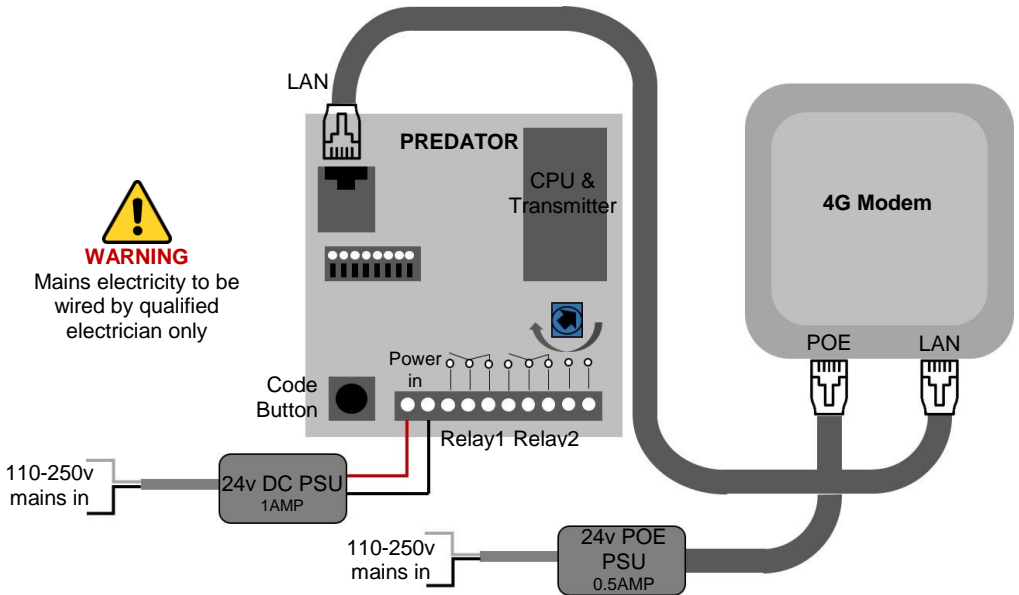 LAN
PREDATOR
CPU &
Transmitter
4G Modem
WARNING
Mains electricity to be
wired by qualified
electrician only
POE
LAN
Power
in
Code
Button
Relay1 Relay2
110-250v
mains in
24v DC PSU
1AMP
110-250v
mains in
24v POE
PSU
0.5AMP